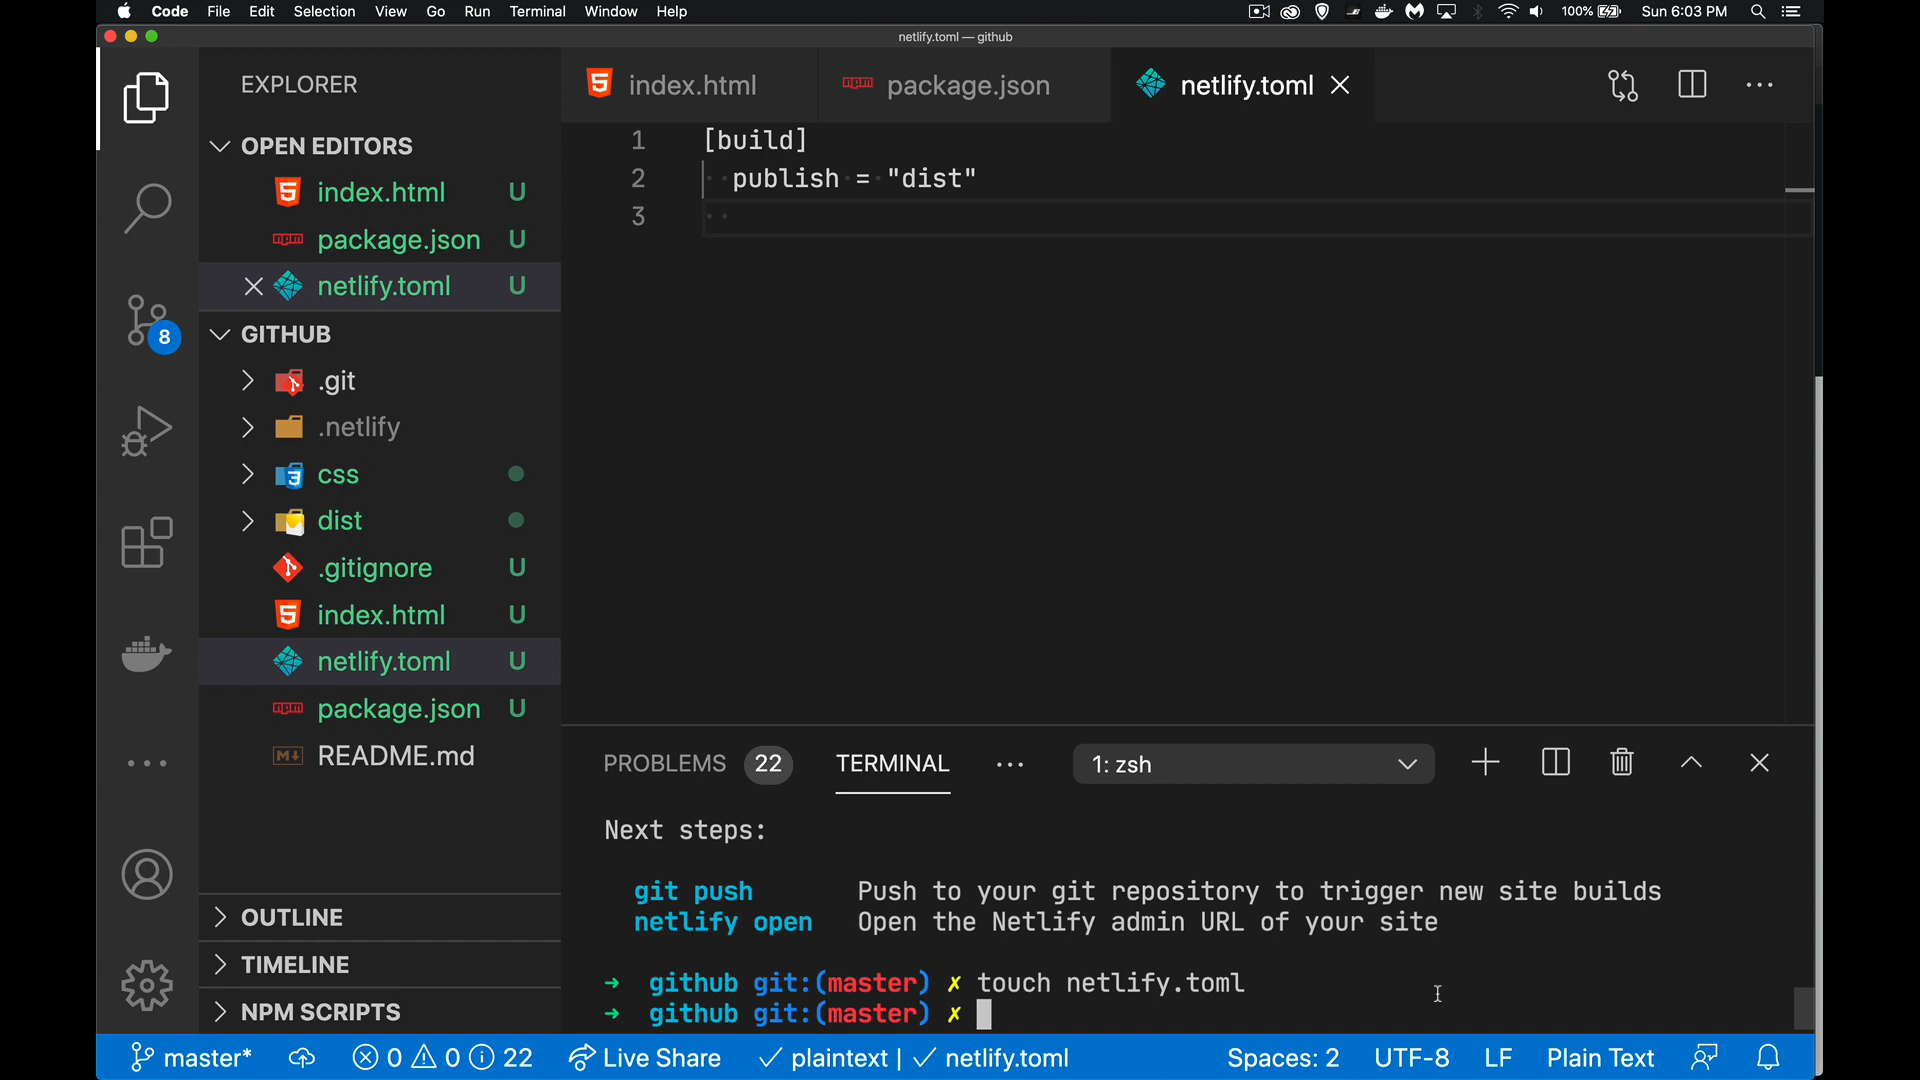 Code File Edit Selection View Go Run Terminal Window Help 100% Sun 6:03 PM
netlify.toml — github
EXPLORER
index.html package.json netlify.toml
OPEN EDITORS
index.html U
package.json U
netlify.toml U
GITHUB
.git
.netlify
css
dist
.gitignore U
index.html U
netlify.toml U
package.json U
README.md
OUTLINE
TIMELINE
NPM SCRIPTS
8
1 [build]
2 publish = "dist"
3
PROBLEMS 22 TERMINAL 1: zsh
Next steps:
git push Push to your git repository to trigger new site builds
netlify open Open the Netlify admin URL of your site
➜ github git:(master) ✗ touch netlify.toml
➜ github git:(master) ✗
master* 0 0 22 Live Share ✓ plaintext | ✓ netlify.toml Spaces: 2 UTF-8 LF Plain Text